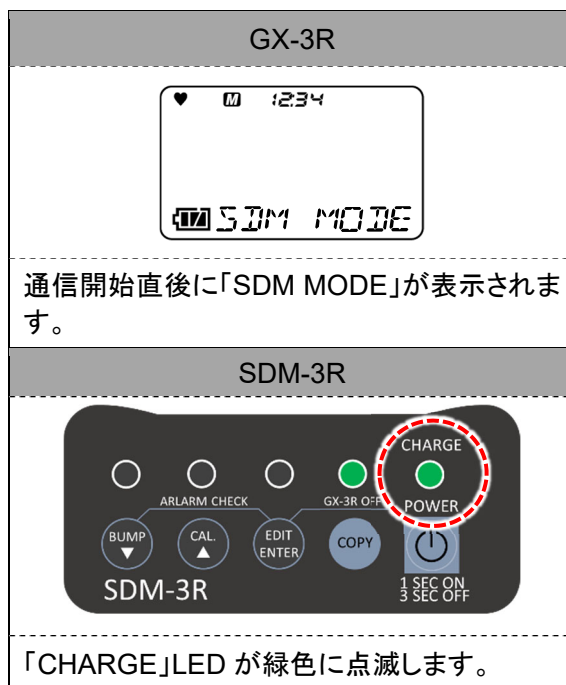 GX-3R
♥ M 12:34
SDM MODE
通信開始直後に「SDM MODE」が表示されま
す。
SDM-3R
CHARGE
ARLARM CHECK
GX-3R OFF
POWER
BUMP
▼
CAL.
▲
EDIT
ENTER
COPY
SDM-3R
1 SEC ON
3 SEC OFF
「CHARGE」LED が緑色に点滅します。